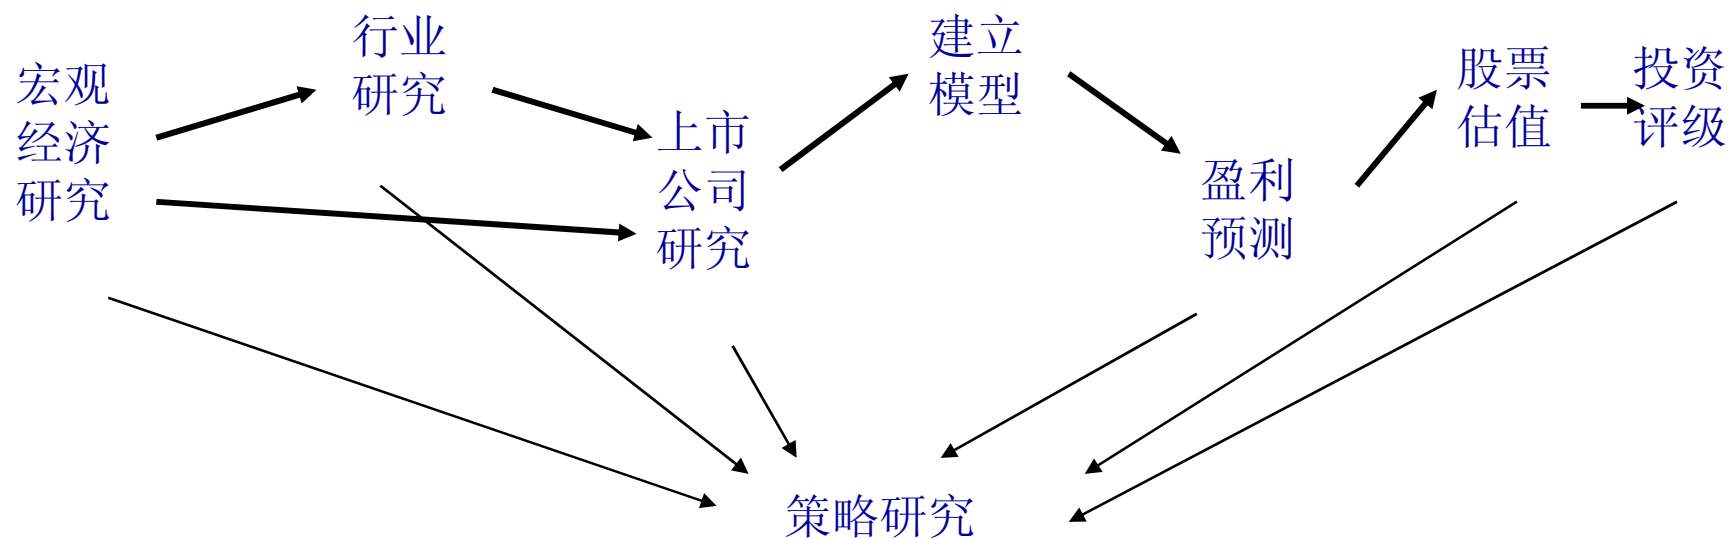 宏观
经济
研究
行业
研究
上市
公司
研究
建立
模型
盈利
预测
股票
估值
投资
评级
策略研究